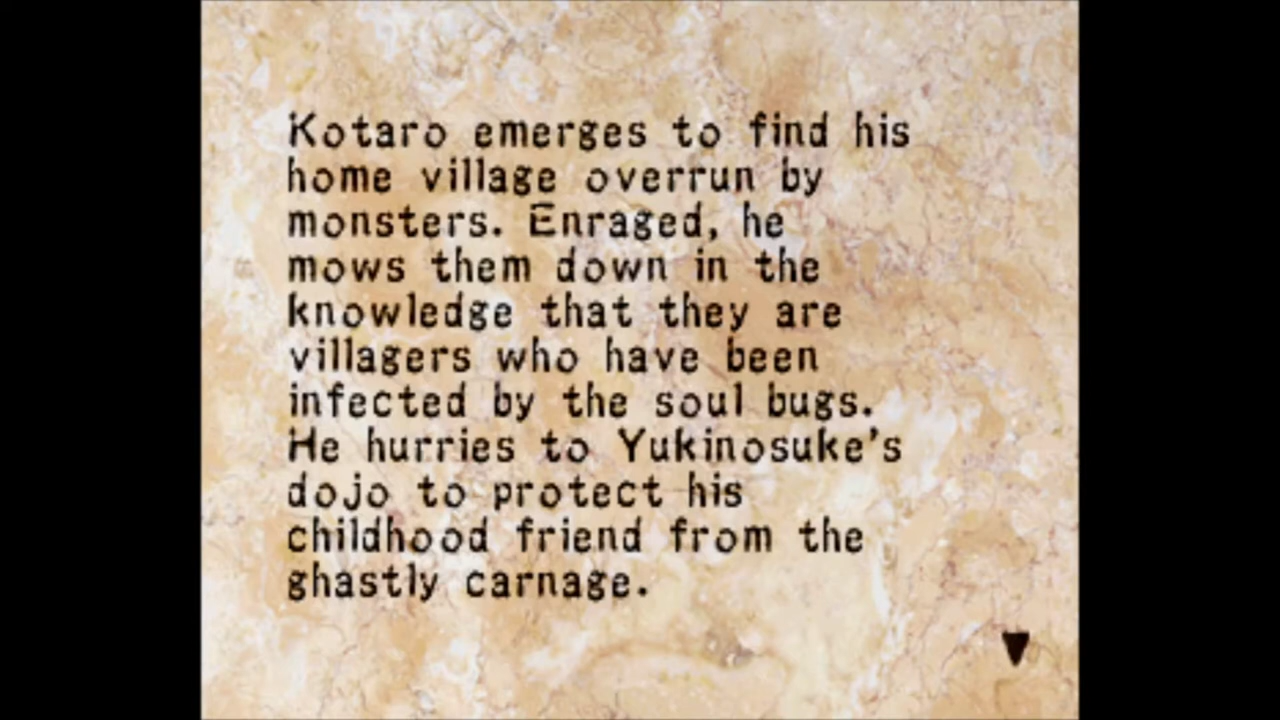 Kotaro emerges to find his
home village overrun by
monsters. Enraged, he
mows them down in the
knowledge that they are
villagers who have been
infected by the soul bugs.
He hurries to Yukinosuke's
dojo to protect his
childhood friend from the
ghastly carnage.